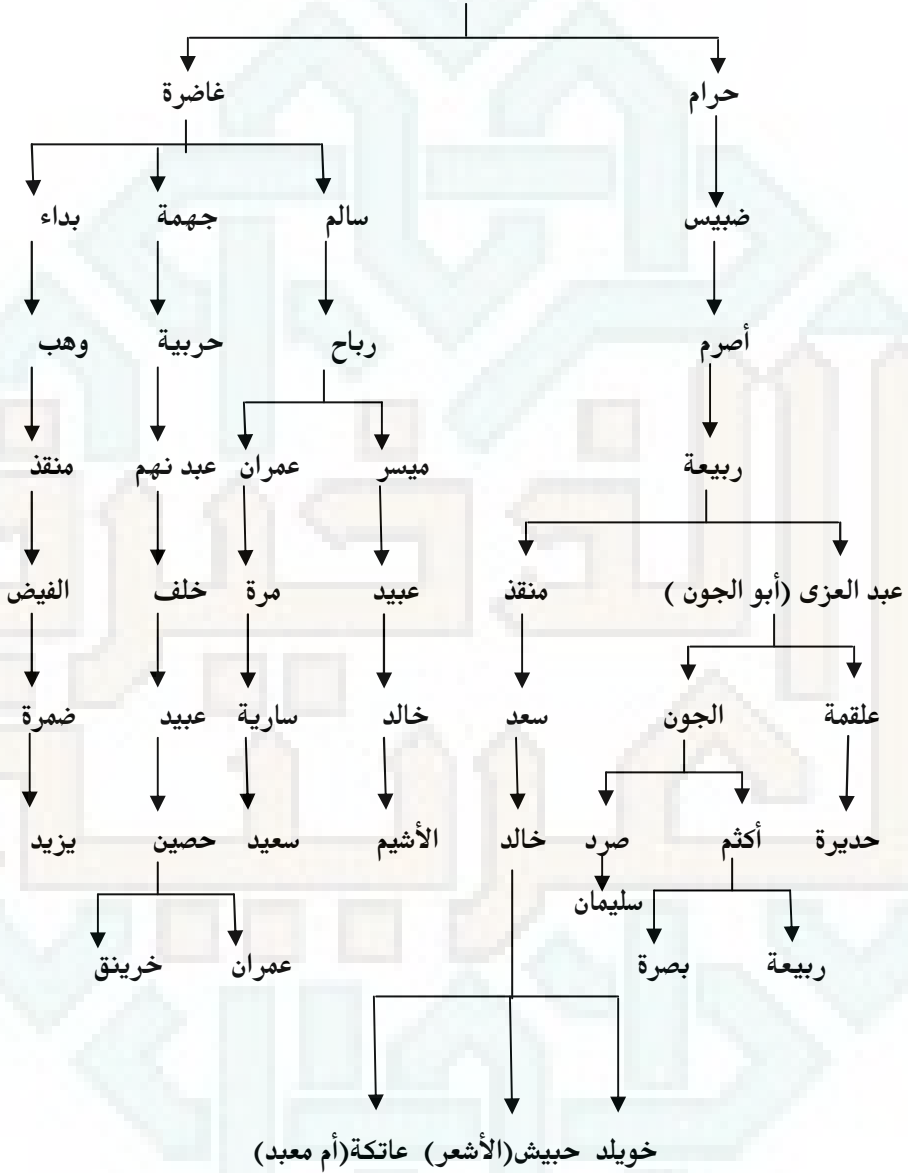 حرام غاضرة
ضبيس سالم جهمة بداء
أصرم رباح حربية وهب
ربيعة ميسر عمران عبد نهم منقذ
عبد العزى (أبو الجون ) منقذ عبيد مرة خلف الفيض
علقمة الجون سعد خالد سارية عبيد ضمرة
حديرة أكثم صرد خالد الأشيم سعيد حصين يزيد
سليمان
ربيعة بصرة عمران خرينق
خويلد حبيش(الأشعر) عاتكة(أم معبد)